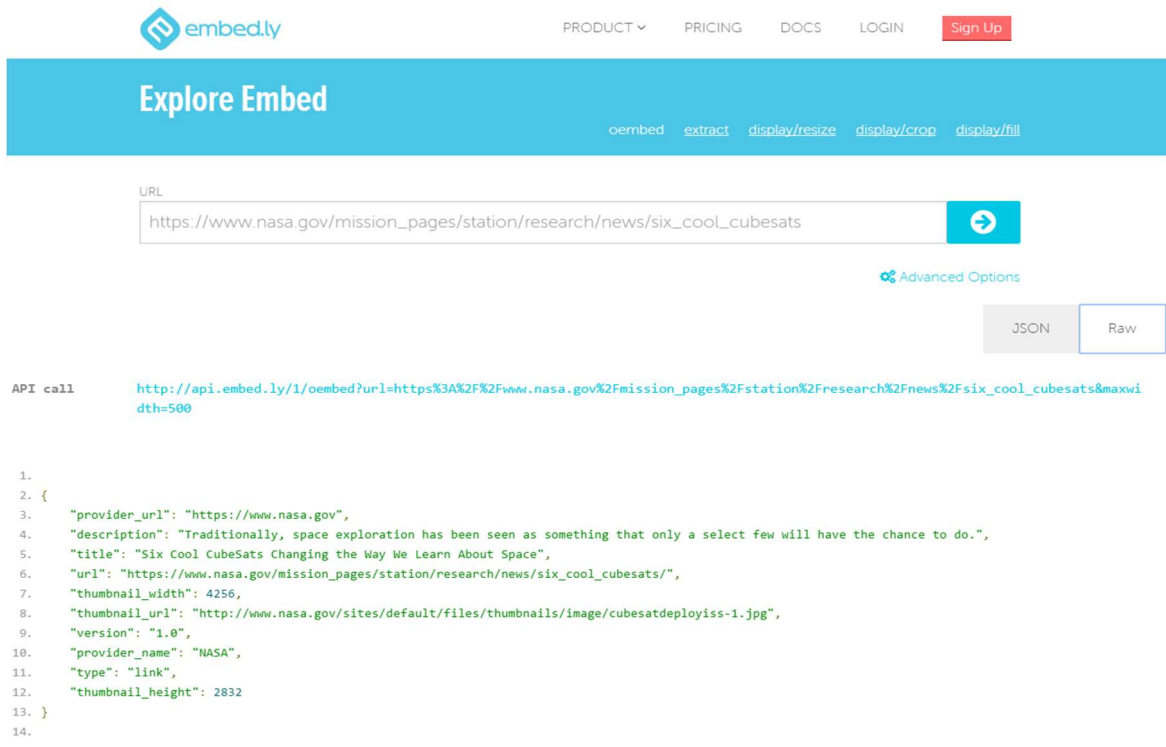 embed.ly
PRODUCT PRICING DOCS LOGIN Sign Up
Explore Embed
oembed extract display/resize display/crop display/fill
URL
https://www.nasa.gov/mission_pages/station/research/news/six_cool_cubesats
Advanced Options
JSON Raw
API call http://api.embed.ly/1/oembed?url=https%3A%2F%2Fwww.nasa.gov%2Fmission_pages%2Fstation%2Fresearch%2Fnews%2Fsix_cool_cubesats&maxwi
dth=500
1.
2. {
3. "provider_url": "https://www.nasa.gov",
4. "description": "Traditionally, space exploration has been seen as something that only a select few will have the chance to do.",
5. "title": "Six Cool CubeSats Changing the Way We Learn About Space",
6. "url": "https://www.nasa.gov/mission_pages/station/research/news/six_cool_cubesats/",
7. "thumbnail_width": 4256,
8. "thumbnail_url": "http://www.nasa.gov/sites/default/files/thumbnails/image/cubesatdeployiss-1.jpg",
9. "version": "1.0",
10. "provider_name": "NASA",
11. "type": "link",
12. "thumbnail_height": 2832
13. }
14.